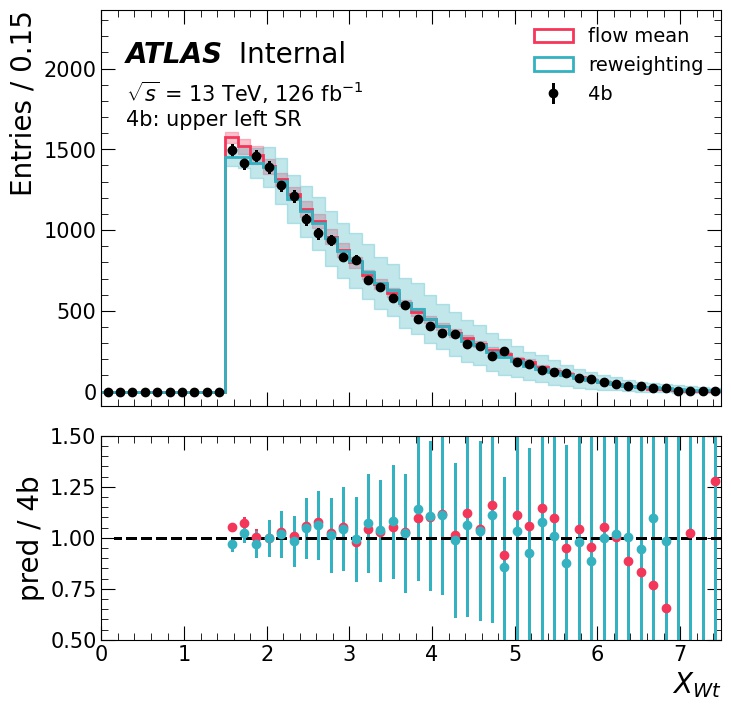 Entries / 0.15
2000
1500
1000
500
0
ATLAS Internal
√s = 13 TeV, 126 fb⁻¹
4b: upper left SR
flow mean
reweighting
4b
pred / 4b
1.50
1.25
1.00
0.75
0.50
0 1 2 3 4 5 6 7
X_{Wt}